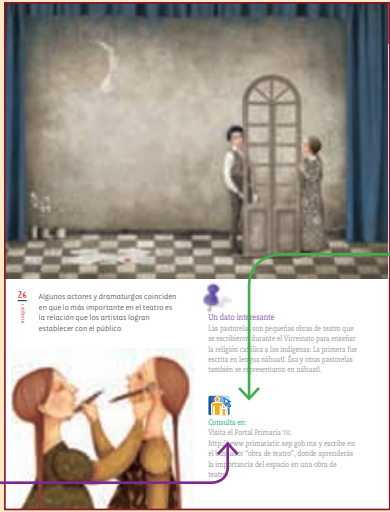 26
Algunos actores y dramaturgos coinciden
en que lo más importante en el teatro es
la relación que los artistas logran
establecer con el público.
Un dato interesante
Las pastorelas son pequeñas obras de teatro que
se escribieron durante el Virreinato para enseñar
la religión católica a los indígenas. La primera fue
escrita en lengua náhuatl. Ésa y otras pastorelas
también se representaron en náhuatl.
Consulta en:
Visita el Portal Primaria TIC
http://www.primariatic.sep.gob.mx y escribe en
el buscador "obra de teatro", donde aprenderás
la importancia del espacio en una obra de
teatro.